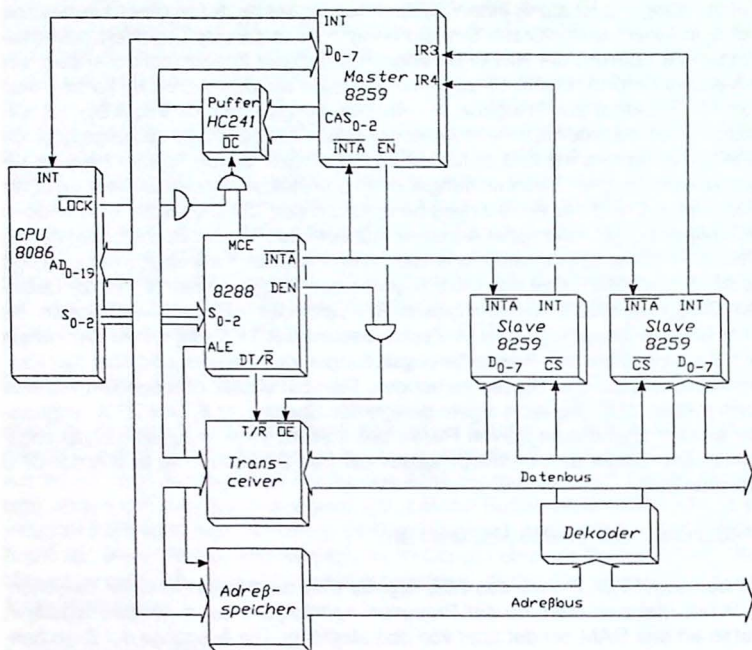 INT
D0-7
IR3
Master
8259
IR4
CAS0-2
INTA EN
Puffer
HC241
OC
INT
LOCK
CPU
8086
AD0-19
S0-2
MCE
INTA
8288
DEN
S0-2
ALE
DT/R
INTA INT
Slave
8259
D0-7 CS
INTA INT
Slave
8259
CS D0-7
T/R OE
Trans-
ceiver
Datenbus
Dekoder
Adreß-
speicher
Adreßbus